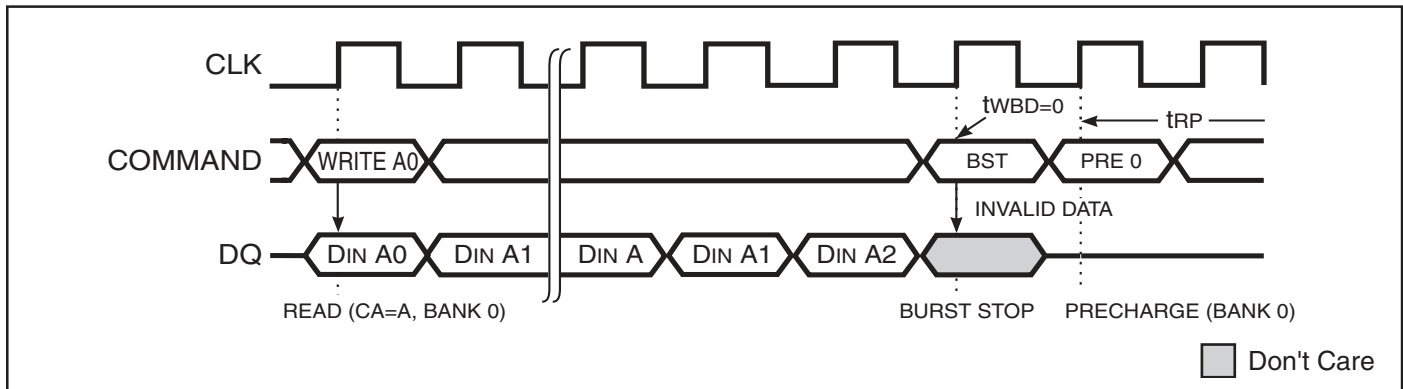 CLK
tWBD=0
tRP
COMMAND
WRITE A0
BST
PRE 0
INVALID DATA
DQ
DIN A0
DIN A1
DIN A
DIN A1
DIN A2
READ (CA=A, BANK 0)
BURST STOP
PRECHARGE (BANK 0)
Don't Care